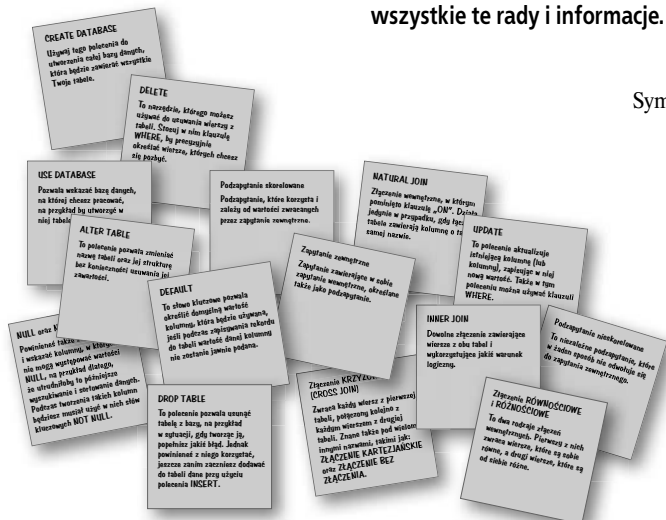 wszystkie te rady i informacje.
Sym
CREATE DATABASE
Używaj tego polecenia do
utworzenia całej bazy danych,
która będzie zawierać wszystkie
Twoje tabele.
DELETE
To narzędzie, którego możesz
używać do usuwania wierszy z
tabeli. Stosuj w nim klauzulę
WHERE, by precyzyjnie
określać wiersze, których chcesz
się pozbyć.
USE DATABASE
Pozwala wskazać bazę danych,
na której chcesz pracować,
na przykład by utworzyć w
niej tabele
ALTER TABLE
To polecenie pozwala zmieniać
nazwę tabeli oraz jej strukturę
bez konieczności usuwania jej
zawartości.
Podzapytanie skorelowane
Podzapytanie, które korzysta i
zależy od wartości zwracanych
przez zapytanie zewnętrzne.
NATURAL JOIN
Złączenie wewnętrzne, w którym
pominięto klauzulę „ON”. Działa
jedynie w przypadku, gdy łącz
tabele zawierają kolumnę o ta
samej nazwie.
UPDATE
To polecenie aktualizuje
istniejącą kolumnę (lub
kolumny), zapisując w niej
nową wartość. Także w tym
poleceniu można używać klauzuli
WHERE.
Zapytanie zewnętrzne
Zapytanie zawierające w sobie
zapytanie wewnętrzne, określane
także jako podzapytanie.
DEFAULT
To słowo kluczowe pozwala
określić domyślną wartość
kolumny, która będzie używana,
jeśli podczas zapisywania rekordu
do tabeli wartość danej kolumny
nie zostanie jawnie podana.
INNER JOIN
Dowolne złączenie zawierające
wiersze z obu tabel i
wykorzystujące jakiś warunek
logiczny.
Podzapytanie nieskorelowane
To niezależne podzapytanie, które
w żaden sposób nie odwołuje się
do zapytania zewnętrznego.
NULL oraz
Powinieneś także
i wskazać kolumny, w któryc
nie mogą występować wartości
NULL, na przykład dlatego,
że utrudniłoby to późniejsze
wyszukiwanie i sortowanie danych.
Podczas tworzenia takich kolumn
będziesz musiał użyć w nich słów
kluczowych NOT NULL.
DROP TABLE
To polecenie pozwala usunąć
tabelę z bazy, na przykład
w sytuacji, gdy tworząc ją,
popełnisz jakiś błąd. Jednak
powinieneś z niego korzystać,
jeszcze zanim zaczniesz dodawać
do tabeli dane przy użyciu
polecenia INSERT.
Złączenie KRZYŻO
(CROSS JOIN)
Zwraca każdy wiersz z pierwszej
tabeli, połączony kolejno z
każdym wierszem z drugiej
tabeli. Znane także pod wielom
innymi nazwami, takimi jak:
ZŁĄCZENIE KARTEZJAŃSKIE
oraz ZŁĄCZENIE BEZ
ZŁĄCZENIA.
Złączenie RÓWNOŚCIOWE
i RÓŻNOŚCIOWE
To dwa rodzaje złączeń
wewnętrznych. Pierwszy z nich
zwraca wiersze, które są sobie
równe, a drugi wiersze, które są
od siebie różne.